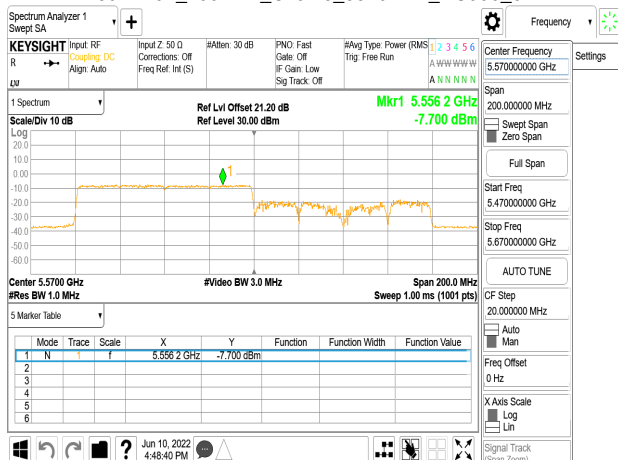 Spectrum Analyzer 1
Swept SA
Frequency
KEYSIGHT
R
Input: RF
Coupling: DC
Align: Auto
Input Z: 50 Ω
Corrections: Off
Freq Ref: Int (S)
#Atten: 30 dB
PNO: Fast
Gate: Off
IF Gain: Low
Sig Track: Off
#Avg Type: Power (RMS
Trig: Free Run
1 2 3 4 5 6
A W W W W W
A N N N N N
1 Spectrum
Scale/Div 10 dB
Ref Lvl Offset 21.20 dB
Ref Level 30.00 dBm
Mkr1 5.556 2 GHz
-7.700 dBm
Log
20.0
10.0
0.00
-10.0
-20.0
-30.0
-40.0
-50.0
-60.0
1
Center 5.5700 GHz
#Res BW 1.0 MHz
#Video BW 3.0 MHz
Span 200.0 MHz
Sweep 1.00 ms (1001 pts)
5 Marker Table
Mode Trace Scale X Y Function Function Width Function Value
1 N 1 f 5.556 2 GHz -7.700 dBm
2
3
4
5
6
Jun 10, 2022
4:48:40 PM
Center Frequency
5.570000000 GHz
Settings
Span
200.000000 MHz
Swept Span
Zero Span
Full Span
Start Freq
5.470000000 GHz
Stop Freq
5.670000000 GHz
AUTO TUNE
CF Step
20.000000 MHz
Auto
Man
Freq Offset
0 Hz
X Axis Scale
Log
Lin
Signal Track
(Span Zoom)